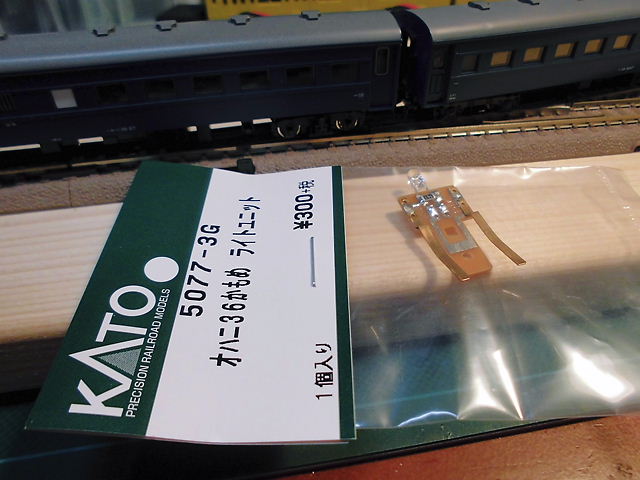 KATO
PRECISION RAILROAD MODELS
5077-3G
オハニ36かもめ ライトユニット
¥300+税
1個入り